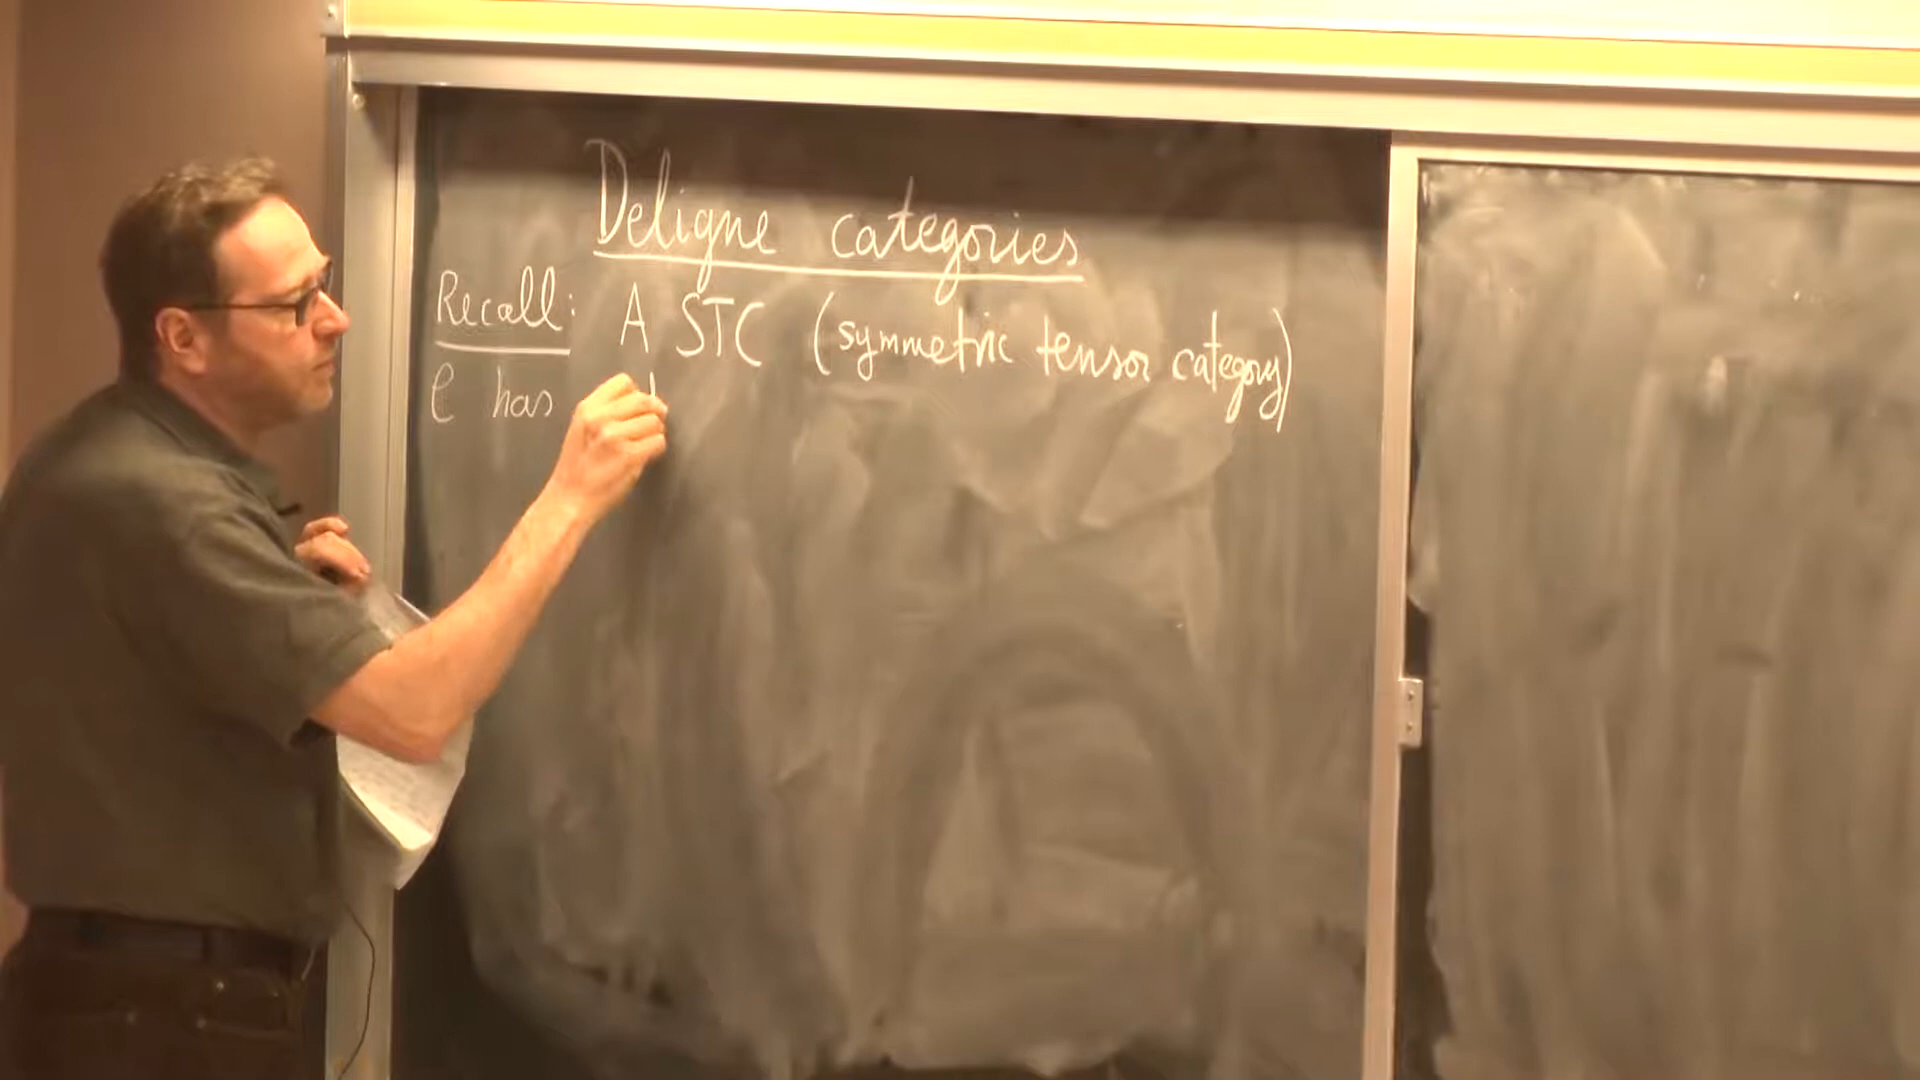 Deligne categories
Recall: A STC (symmetric tensor category)
C has